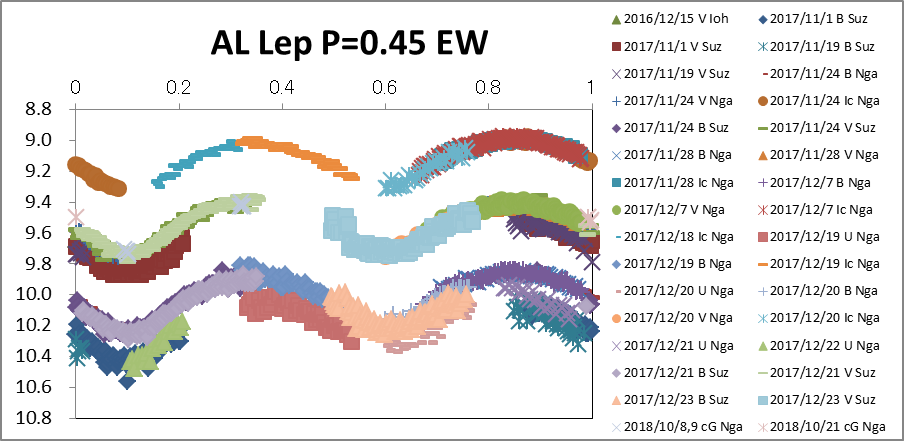 AL Lep P=0.45 EW
0 0.2 0.4 0.6 0.8 1
8.8
9.0
9.2
9.4
9.6
9.8
10.0
10.2
10.4
10.6
10.8
2016/12/15 V Ioh 2017/11/1 B Suz
2017/11/1 V Suz 2017/11/19 B Suz
2017/11/19 V Suz 2017/11/24 B Nga
2017/11/24 V Nga 2017/11/24 Ic Nga
2017/11/24 B Suz 2017/11/24 V Suz
2017/11/28 B Nga 2017/11/28 V Nga
2017/11/28 Ic Nga 2017/12/7 B Nga
2017/12/7 V Nga 2017/12/7 Ic Nga
2017/12/18 Ic Nga 2017/12/19 U Nga
2017/12/19 B Nga 2017/12/19 Ic Nga
2017/12/20 U Nga 2017/12/20 B Nga
2017/12/20 V Nga 2017/12/20 Ic Nga
2017/12/21 U Nga 2017/12/22 U Nga
2017/12/21 B Suz 2017/12/21 V Suz
2017/12/23 B Suz 2017/12/23 V Suz
2018/10/8,9 cG Nga 2018/10/21 cG Nga